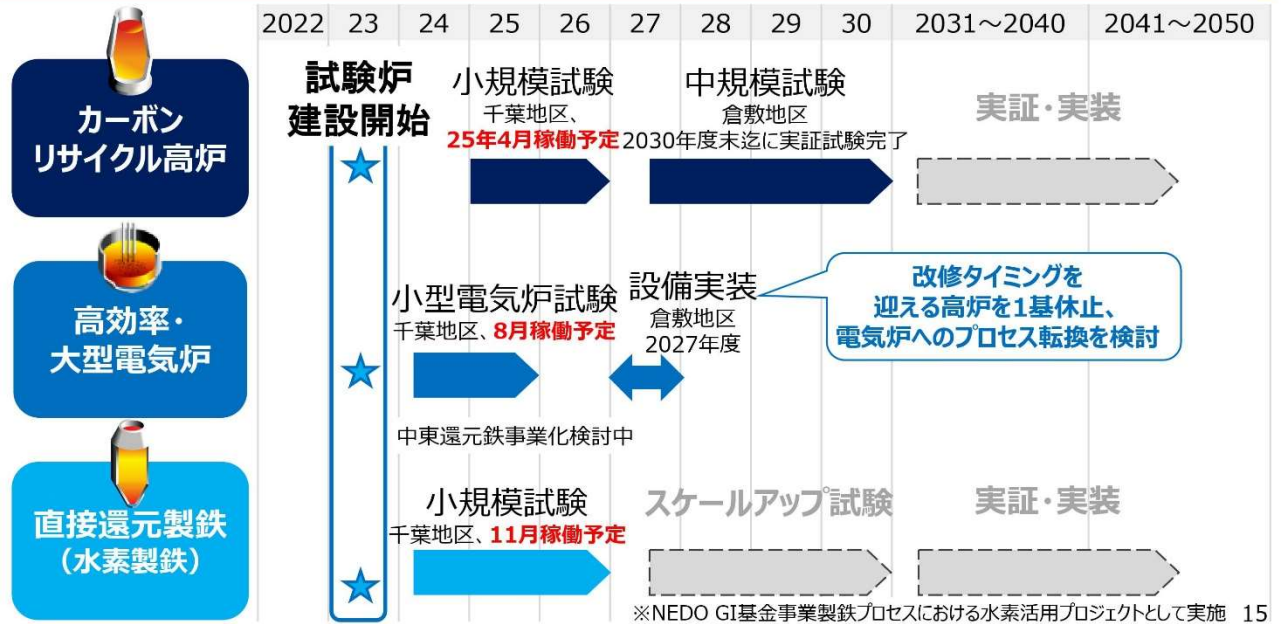 2022 23 24 25 26 27 28 29 30 2031～2040 2041～2050
カーボン
リサイクル高炉
試験炉
建設開始
小規模試験
千葉地区、
25年4月稼働予定
中規模試験
倉敷地区
2030年度末迄に実証試験完了
実証・実装
高効率・
大型電気炉
小型電気炉試験
千葉地区、8月稼働予定
設備実装
倉敷地区
2027年度
改修タイミングを
迎える高炉を1基休止、
電気炉へのプロセス転換を検討
中東還元鉄事業化検討中
直接還元製鉄
（水素製鉄）
小規模試験
千葉地区、11月稼働予定
スケールアップ試験
実証・実装
※NEDO GI基金事業製鉄プロセスにおける水素活用プロジェクトとして実施 15